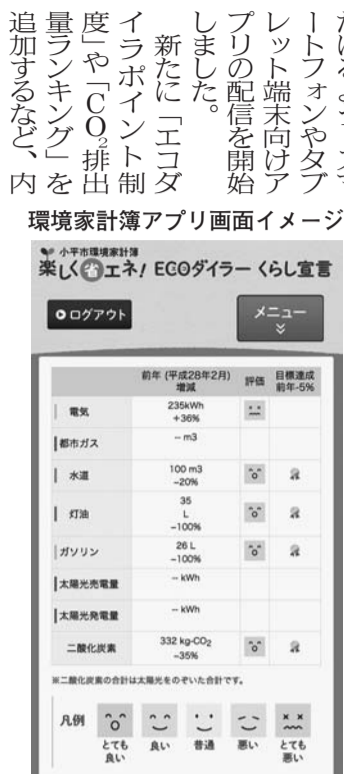 ートフォンやタブ
レット端末向けア
プリの配信を開始
しました。
新たに「エコダ
イラポイント制
度」や「CO₂排出
量ランキング」を
追加するなど、内
環境家計簿アプリ画面イメージ
小平市環境家計簿
楽しく省エネ! ECOダイラー くらし宣言
ログアウト
メニュー
前年 (平成28年2月) 増減 評価 目標達成 前年-5%
電気 235kWh +36%
都市ガス -- m3
水道 100 m3 -20%
灯油 35 L -100%
ガソリン 26 L -100%
太陽光売電量 -- kWh
太陽光発電量 -- kWh
二酸化炭素 332 kg-CO₂ -35%
※二酸化炭素の合計は太陽光をのぞいた合計です。
凡例 とても良い 良い 普通 悪い とても悪い